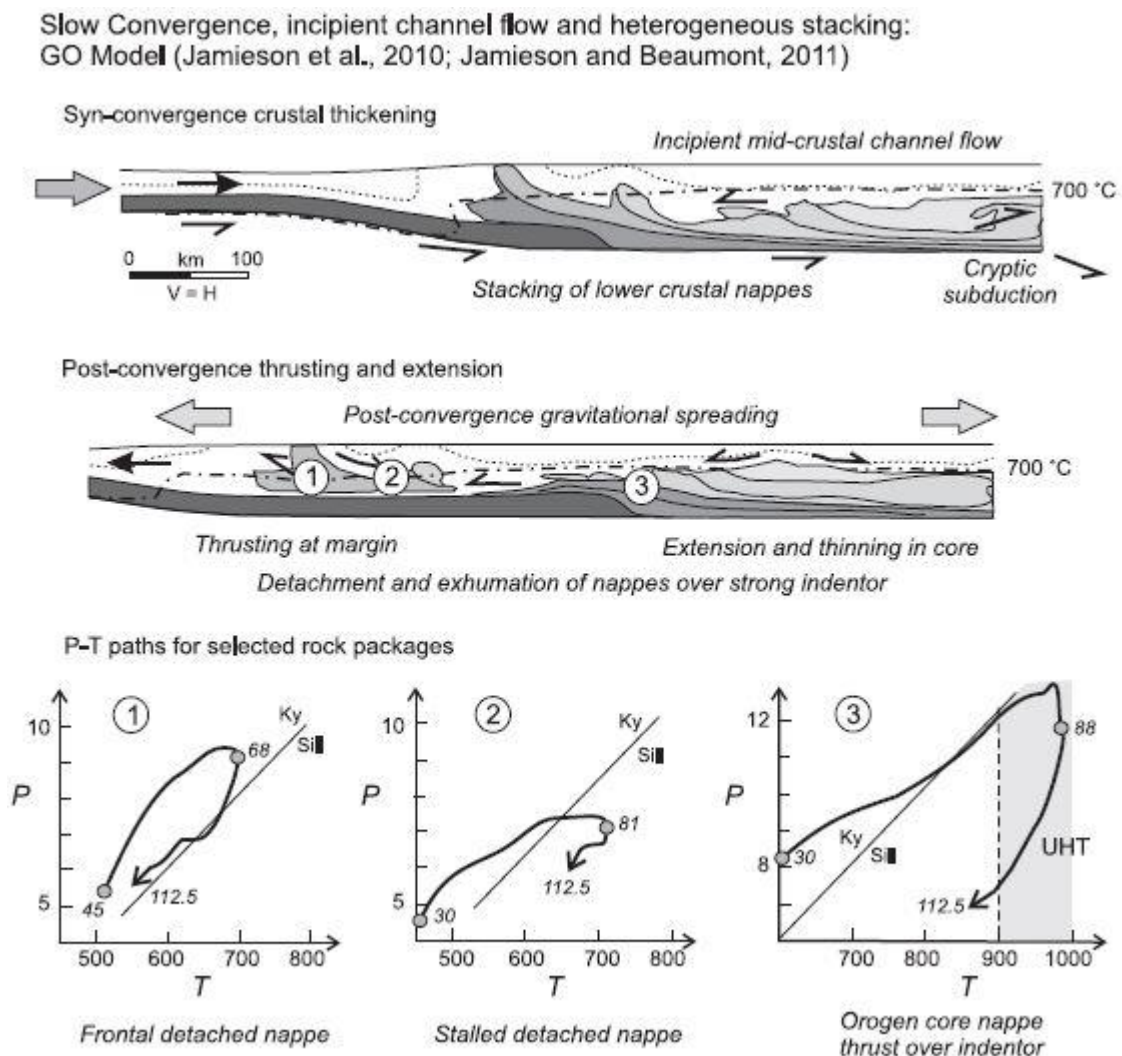 Slow Convergence, incipient channel flow and heterogeneous stacking:
GO Model (Jamieson et al., 2010; Jamieson and Beaumont, 2011)
Syn-convergence crustal thickening
Incipient mid-crustal channel flow
700 °C
0 km 100
V = H
Stacking of lower crustal nappes
Cryptic
subduction
Post-convergence thrusting and extension
Post-convergence gravitational spreading
700 °C
1 2 3
Thrusting at margin
Extension and thinning in core
Detachment and exhumation of nappes over strong indentor
P-T paths for selected rock packages
1
10
P
5
Ky
Sil
68
45
112.5
500 600 700 800
T
Frontal detached nappe
2
10
P
5
Ky
Sil
81
30
112.5
500 600 700 800
T
Stalled detached nappe
3
12
P
8
Ky
Sil
88
30
UHT
112.5
700 800 900 1000
T
Orogen core nappe
thrust over indentor